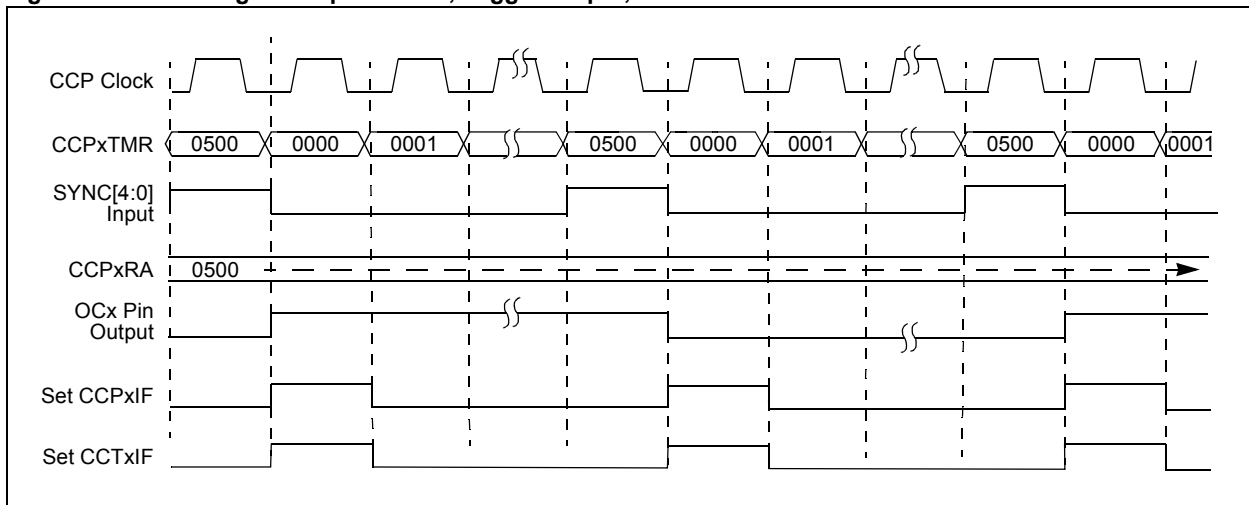 CCP Clock
CCPxTMR 0500 0000 0001 0500 0000 0001 0500 0000 0001
SYNC[4:0]
Input
CCPxRA 0500
OCx Pin
Output
Set CCPxIF
Set CCTxIF